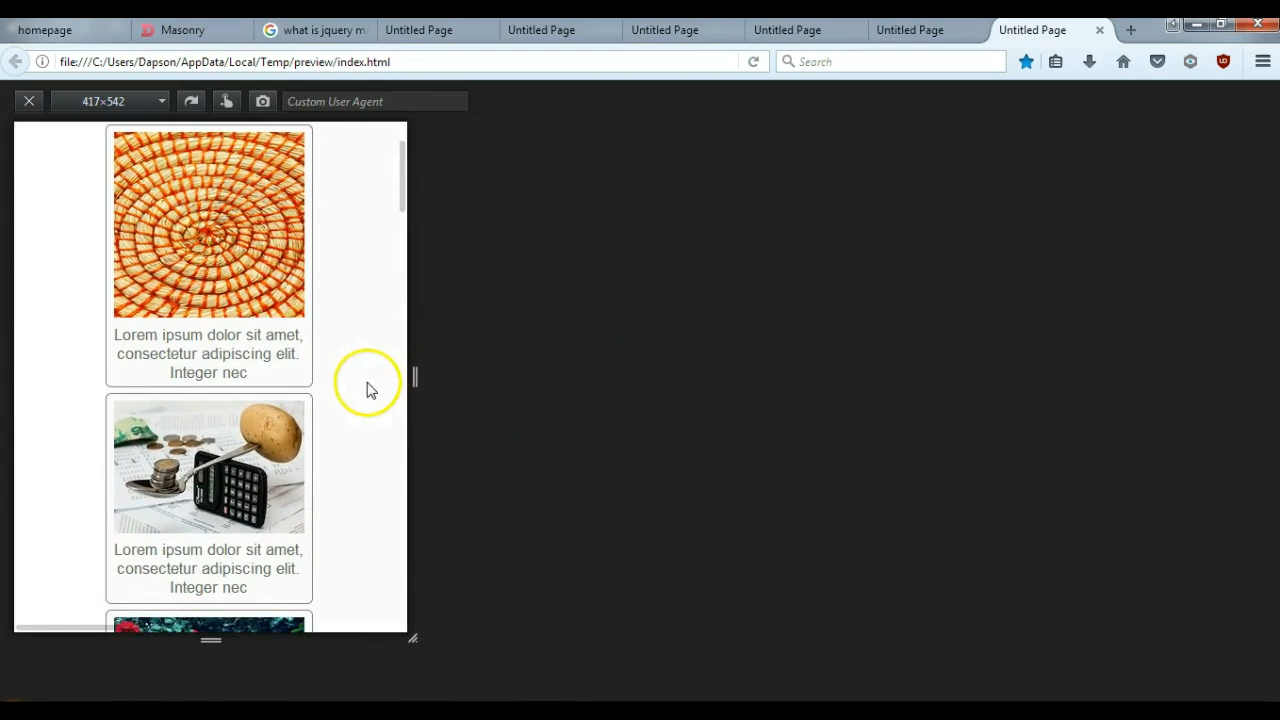 homepage
Masonry
what is jquery m
Untitled Page
Untitled Page
Untitled Page
Untitled Page
Untitled Page
Untitled Page
file:///C:/Users/Dapson/AppData/Local/Temp/preview/index.html
Search
417×542
Custom User Agent
Lorem ipsum dolor sit amet,
consectetur adipiscing elit.
Integer nec
Lorem ipsum dolor sit amet,
consectetur adipiscing elit.
Integer nec